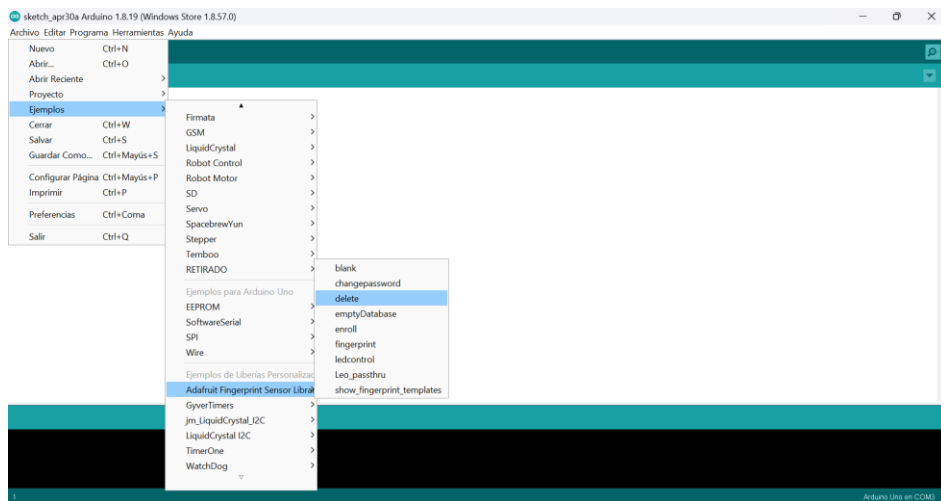 sketch_apr30a Arduino 1.8.19 (Windows Store 1.8.57.0)
Archivo Editar Programa Herramientas Ayuda
Nuevo Ctrl+N
Abrir... Ctrl+O
Abrir Reciente
Proyecto
Ejemplos
Cerrar Ctrl+W
Salvar Ctrl+S
Guardar Como... Ctrl+Mayús+S
Configurar Página Ctrl+Mayús+P
Imprimir Ctrl+P
Preferencias Ctrl+Coma
Salir Ctrl+Q
Firmata
GSM
LiquidCrystal
Robot Control
Robot Motor
SD
Servo
SpacebrewYun
Stepper
Temboo
RETIRADO
Ejemplos para Arduino Uno
EEPROM
SoftwareSerial
SPI
Wire
Ejemplos de Liberías Personalizac
Adafruit Fingerprint Sensor Librar
GyverTimers
jm_LiquidCrystal_I2C
LiquidCrystal I2C
TimerOne
WatchDog
blank
changepassword
delete
emptyDatabase
enroll
fingerprint
ledcontrol
Leo_passthru
show_fingerprint_templates
1
Arduino Uno en COM3